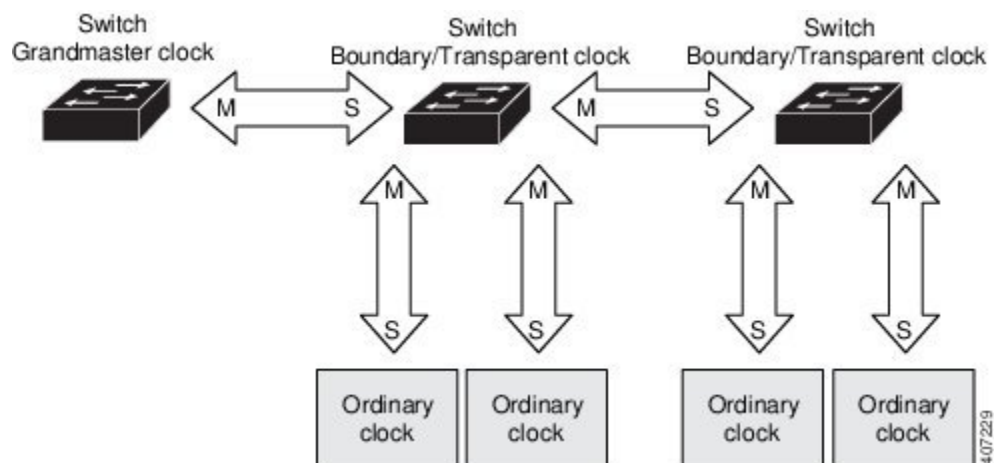 Switch
Grandmaster clock
Switch
Boundary/Transparent clock
Switch
Boundary/Transparent clock
M
S
M
S
M
M
M
M
S
S
S
S
Ordinary
clock
Ordinary
clock
Ordinary
clock
Ordinary
clock
407229